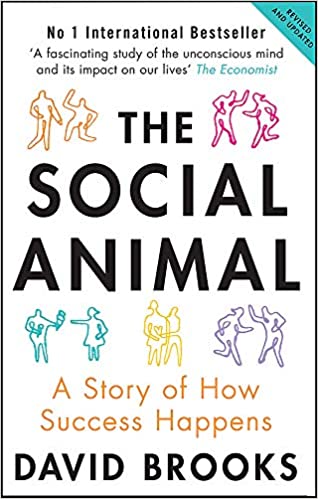 No 1 International Bestseller
REVISED
AND UPDATED
‘A fascinating study of the unconscious mind
and its impact on our lives’ The Economist
THE
SOCIAL
ANIMAL
A Story of How
Success Happens
DAVID BROOKS